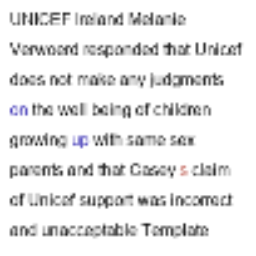 UNICEF Ireland Melanie
Verwoerd responded that Unicef
does not make any judgments
on the well being of children
growing up with same sex
parents and that Casey s claim
of Unicef support was incorrect
and unacceptable Template